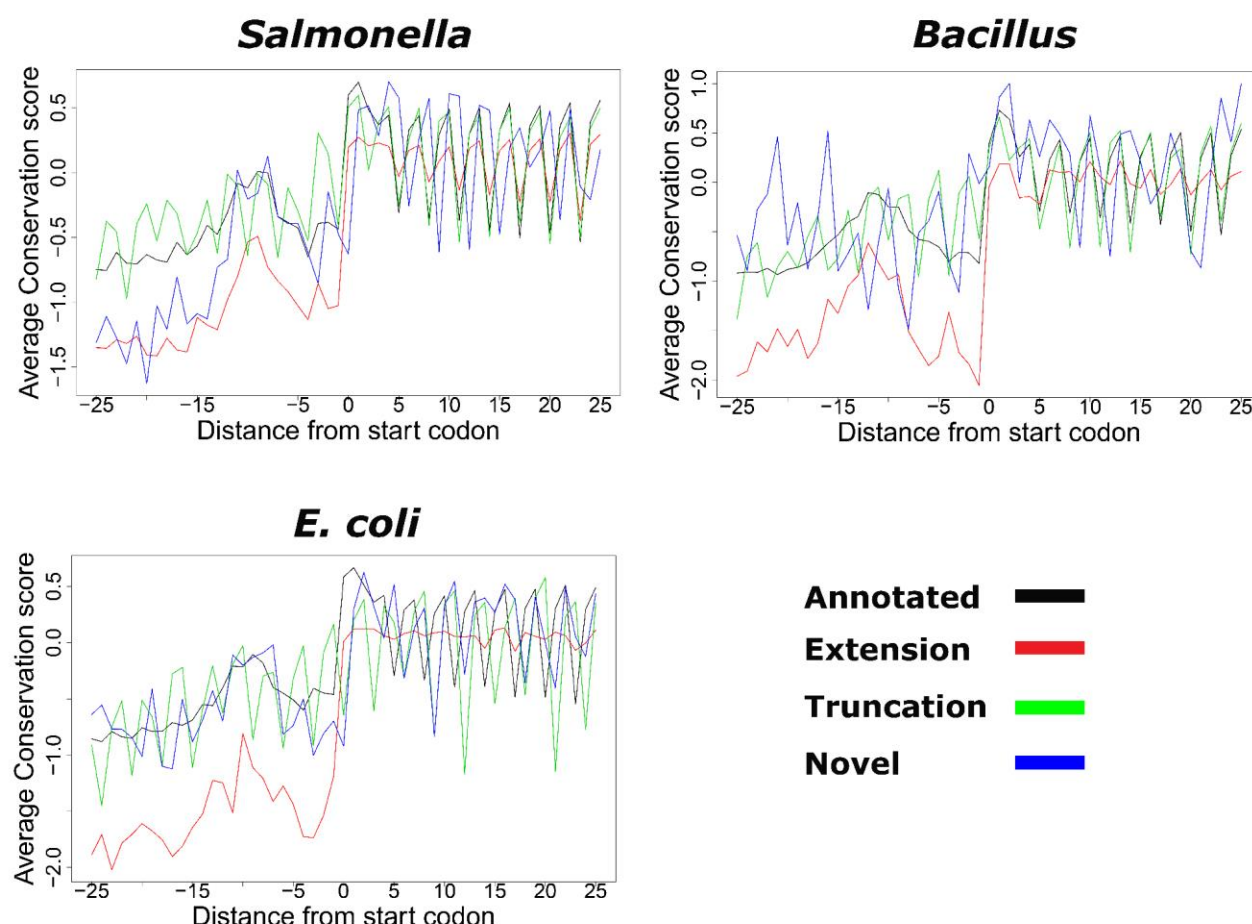 Salmonella
Average Conservation score
0.5
0.0
−0.5
−1.0
−1.5
−25 −15 −5 0 5 10 15 20 25
Distance from start codon
Bacillus
Average Conservation score
1.0
0.5
0.0
−1.0
−2.0
−25 −15 −5 0 5 10 15 20 25
Distance from start codon
E. coli
Average Conservation score
0.5
0.0
−1.0
−2.0
−25 −15 −5 0 5 10 15 20 25
Distance from start codon
Annotated
Extension
Truncation
Novel